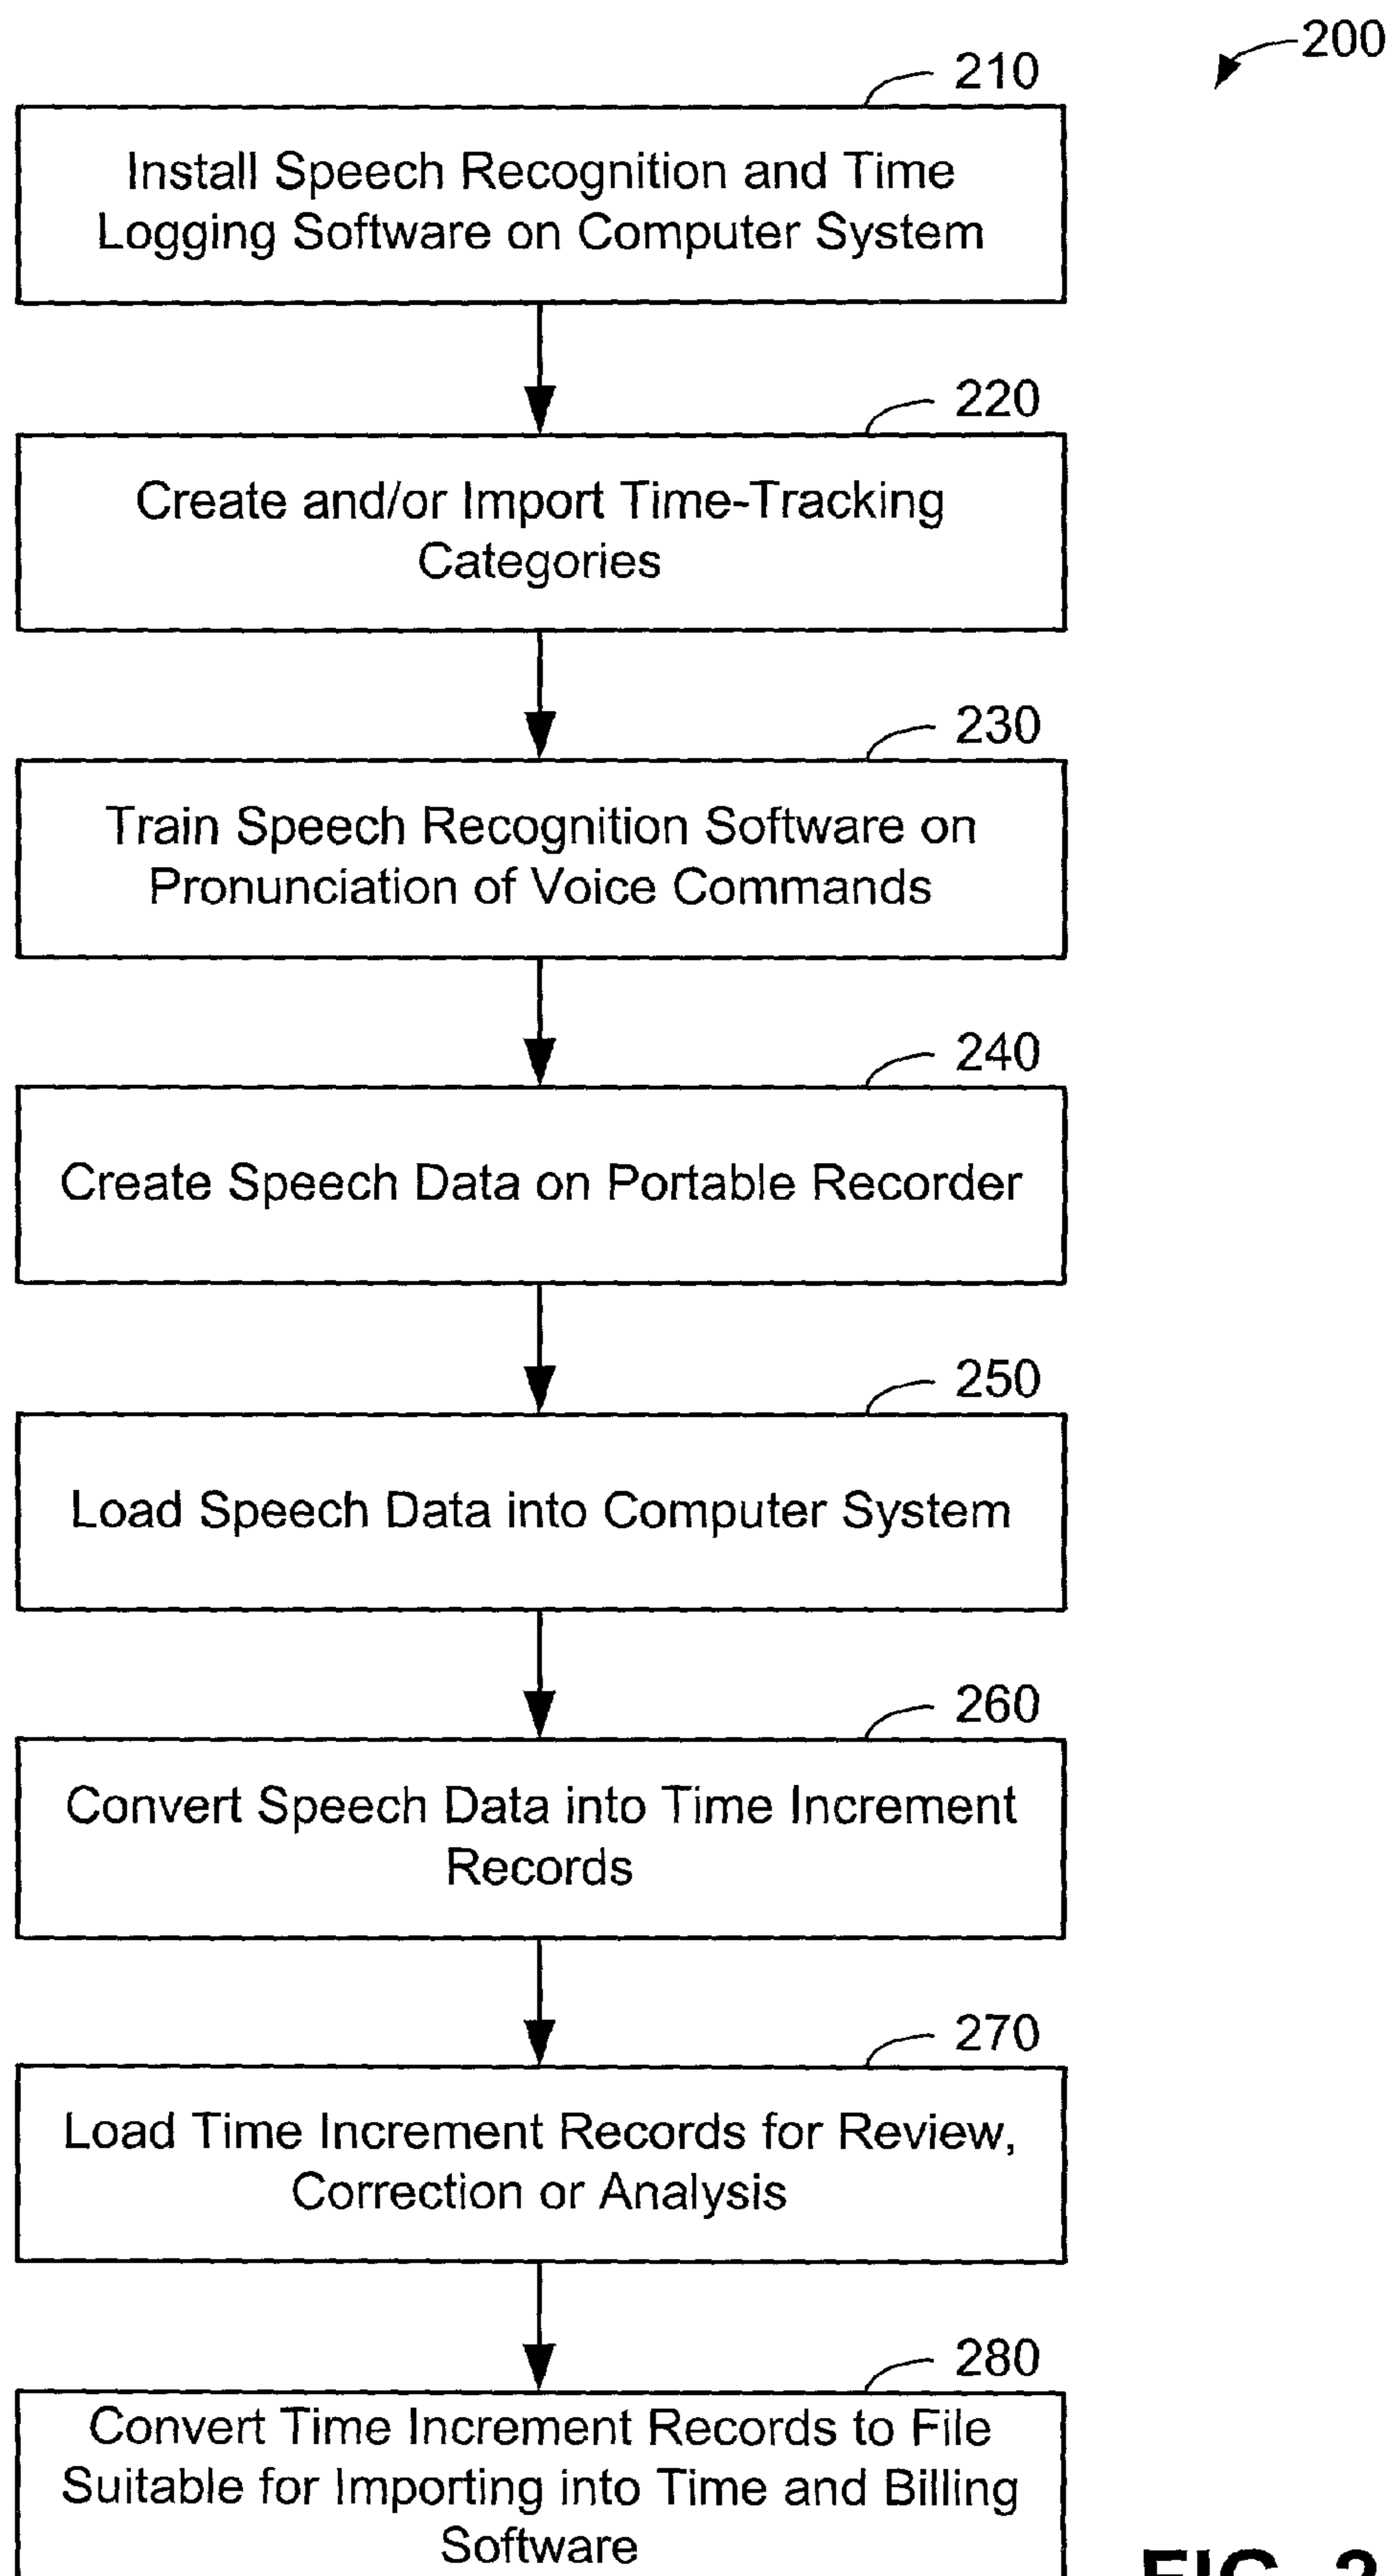 200
210
Install Speech Recognition and Time
Logging Software on Computer System
220
Create and/or Import Time-Tracking
Categories
230
Train Speech Recognition Software on
Pronunciation of Voice Commands
240
Create Speech Data on Portable Recorder
250
Load Speech Data into Computer System
260
Convert Speech Data into Time Increment
Records
270
Load Time Increment Records for Review,
Correction or Analysis
280
Convert Time Increment Records to File
Suitable for Importing into Time and Billing
Software
FIG. 2